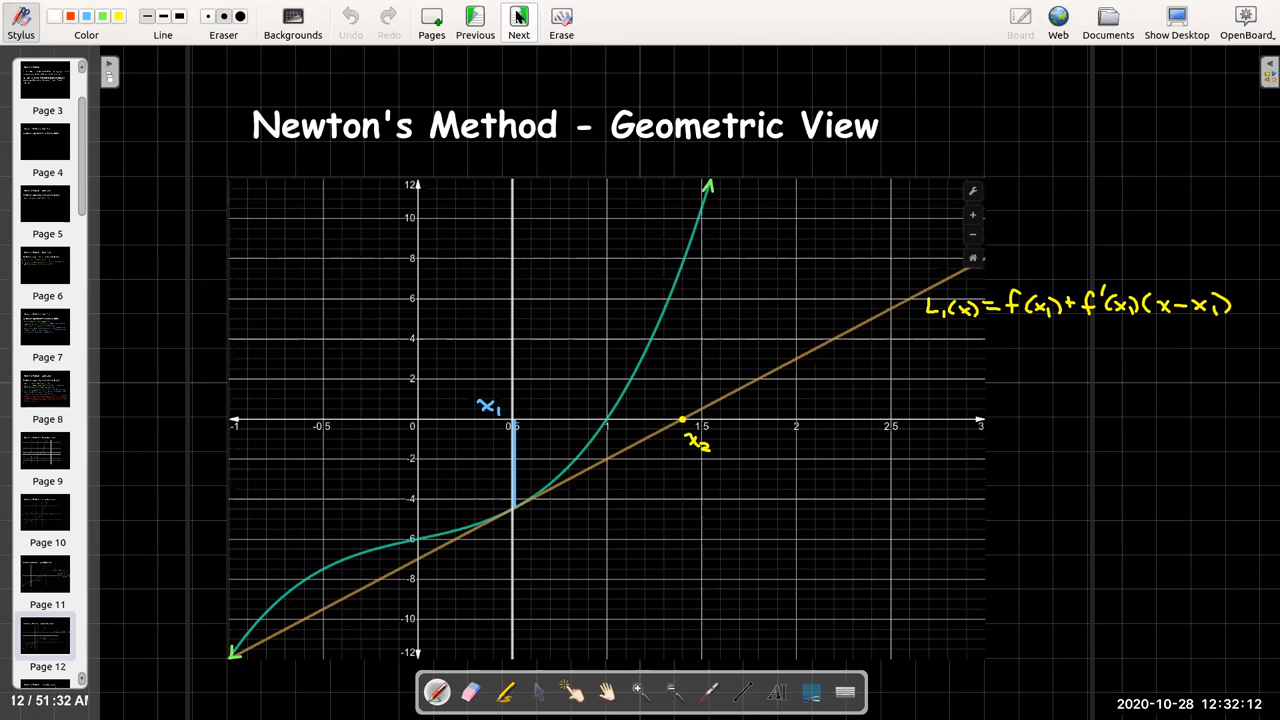 Stylus Color Line Eraser Backgrounds Undo Redo Pages Previous Next Erase Board Web Documents Show Desktop OpenBoard
Page 3
Page 4
Page 5
Page 6
Page 7
Page 8
Page 9
Page 10
Page 11
Page 12
Newton's Method - Geometric View
12
10
8
6
L₁(x) = f(x₁) + f'(x₁)(x - x₁)
4
2
x₁
-1 -0.5 0 0.5 1 1.5 2 2.5 3
x₂
-2
-4
-6
-8
-10
-12
12 / 51:32 AM
2020-10-28 12:32:12